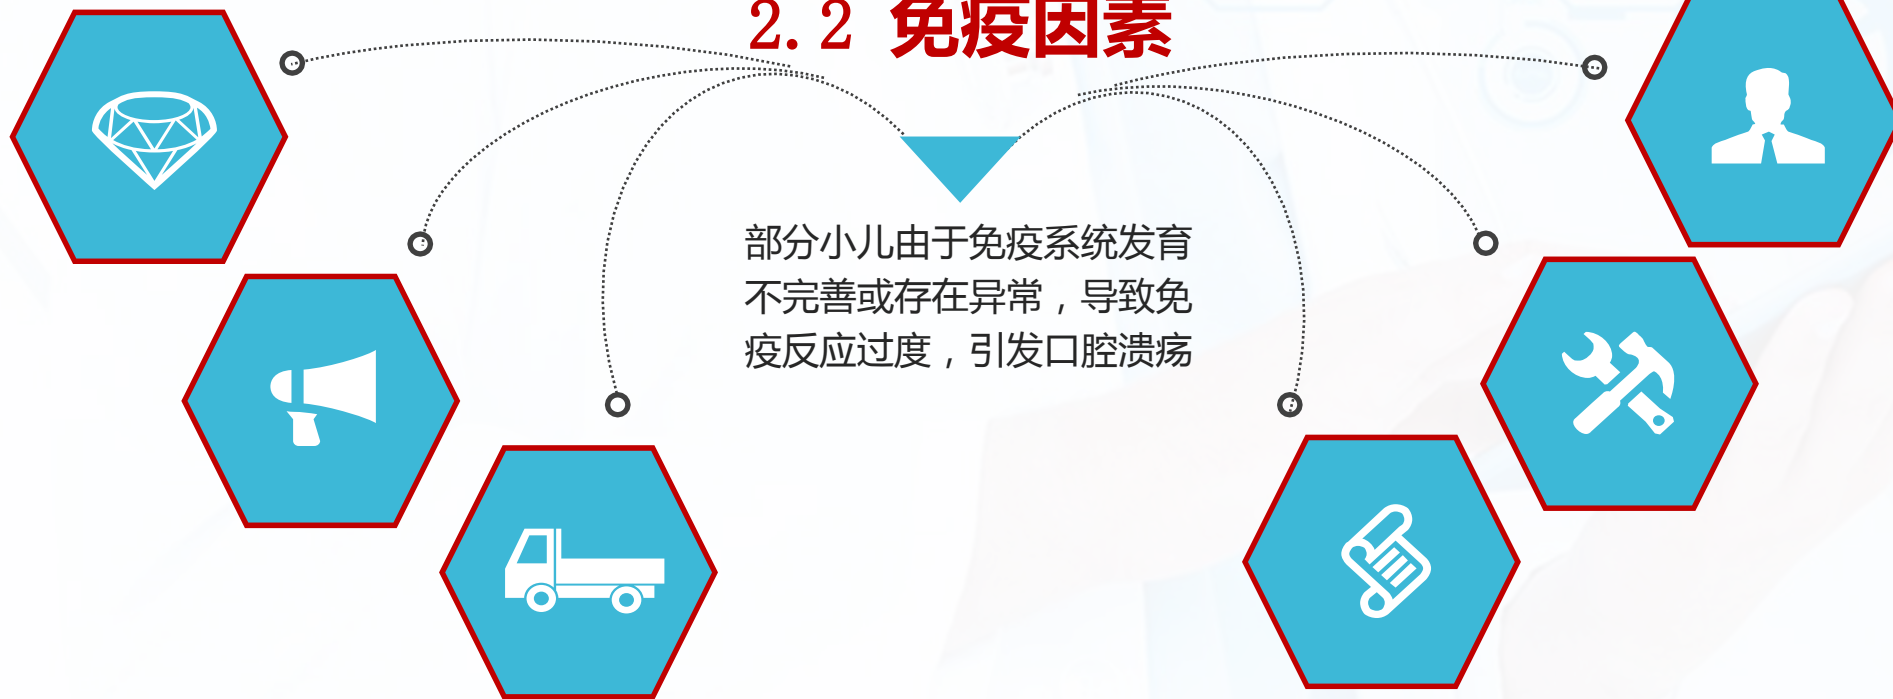 2.2 免疫因素
部分小儿由于免疫系统发育
不完善或存在异常，导致免
疫反应过度，引发口腔溃疡